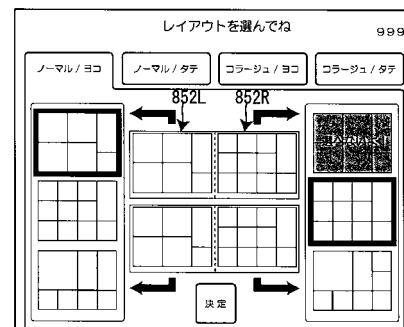 レイアウトを選んでね
999
ノーマル / ヨコ
ノーマル / タテ
コラージュ / ヨコ
コラージュ / タテ
852L
852R
決定